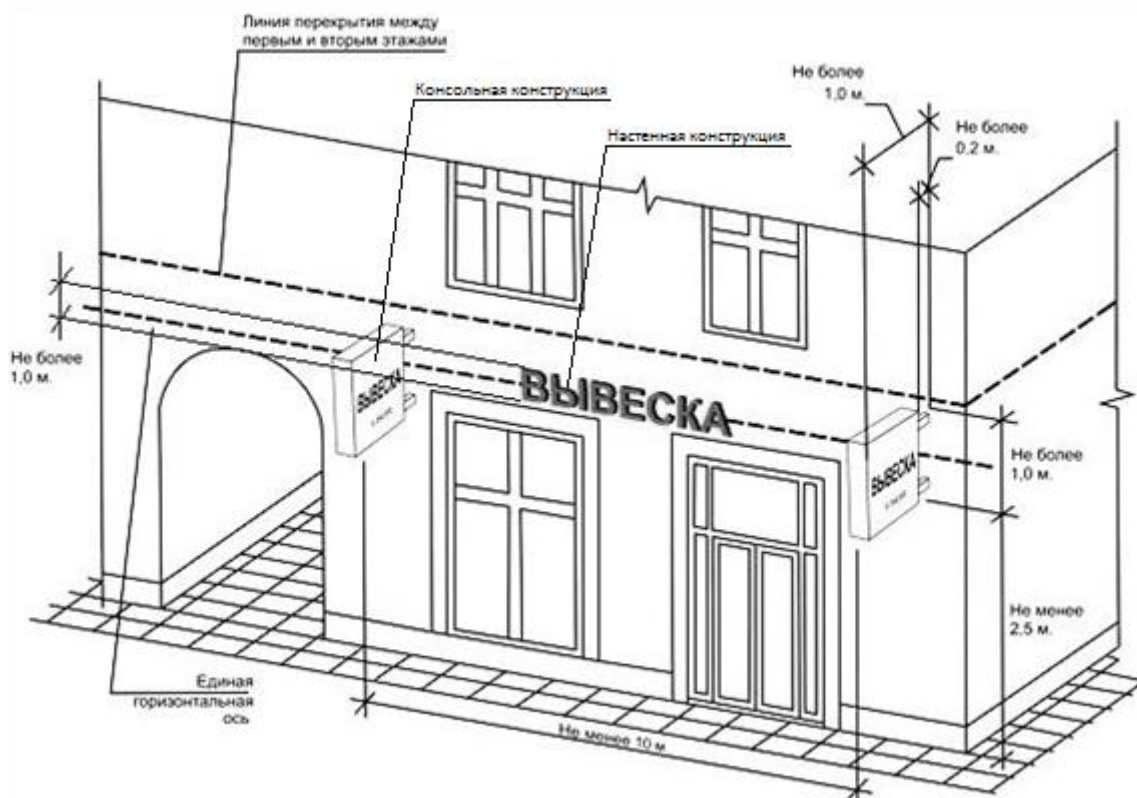 Линия перекрытия между
первым и вторым этажами
Консольная конструкция
Настенная конструкция
Не более
1,0 м.
Не более
0,2 м.
Не более
1,0 м.
ВЫВЕСКА
ВЫВЕСКА
ВЫВЕСКА
Не более
1,0 м.
Не менее
2,5 м.
Единая
горизонтальная
ось
Не менее 10 м